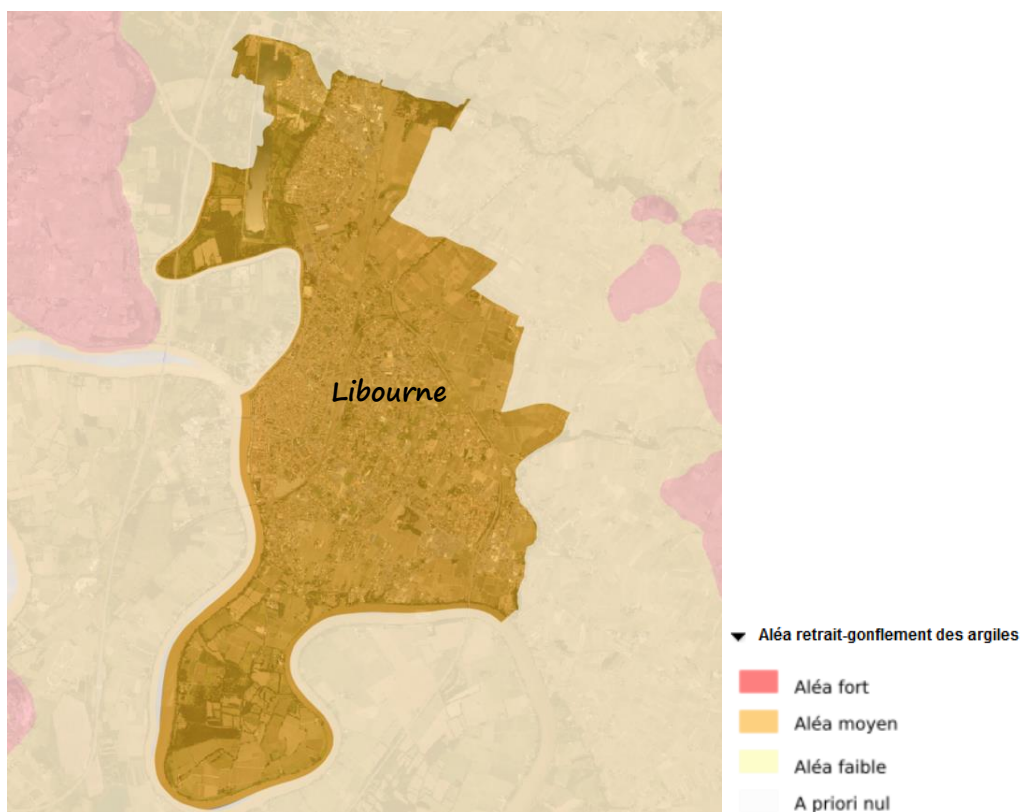 Libourne
Aléa retrait-gonflement des argiles
Aléa fort
Aléa moyen
Aléa faible
A priori nul